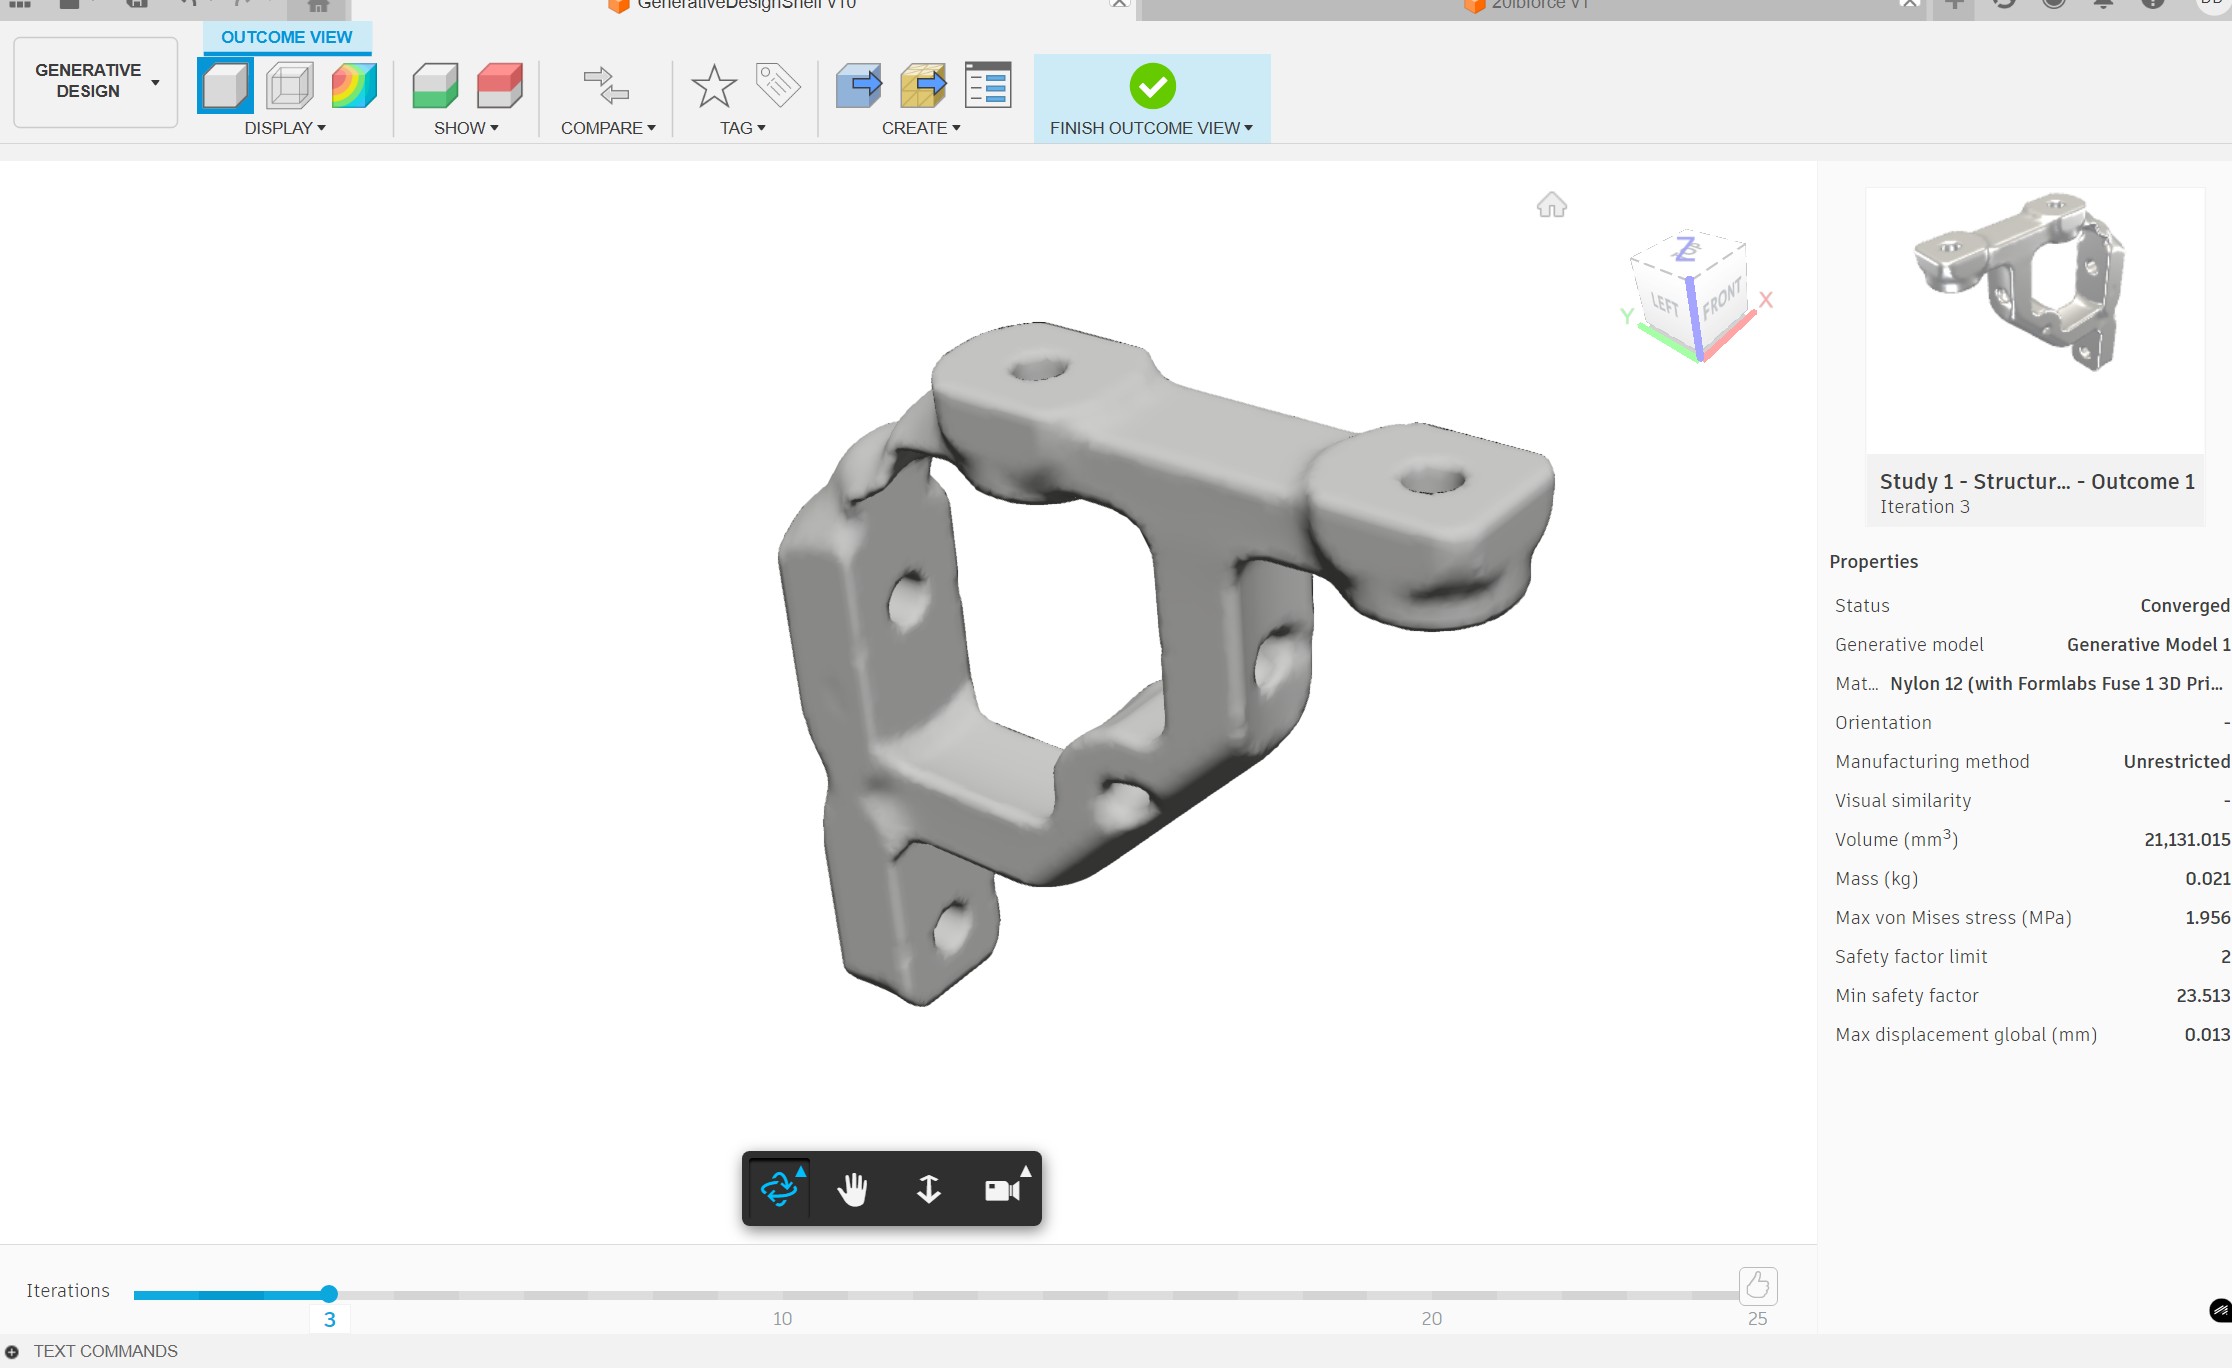 GenerativeDesignShell v10
20lbforce v1
GENERATIVE
DESIGN
OUTCOME VIEW
DISPLAY
SHOW
COMPARE
TAG
CREATE
FINISH OUTCOME VIEW
Z
LEFT
FRONT
Y
X
Study 1 - Structur... - Outcome 1
Iteration 3
Properties
Status Converged
Generative model Generative Model 1
Mat... Nylon 12 (with Formlabs Fuse 1 3D Pri...
Orientation -
Manufacturing method Unrestricted
Visual similarity -
Volume (mm³) 21,131.015
Mass (kg) 0.021
Max von Mises stress (MPa) 1.956
Safety factor limit 2
Min safety factor 23.513
Max displacement global (mm) 0.013
Iterations
3
10
20
25
TEXT COMMANDS